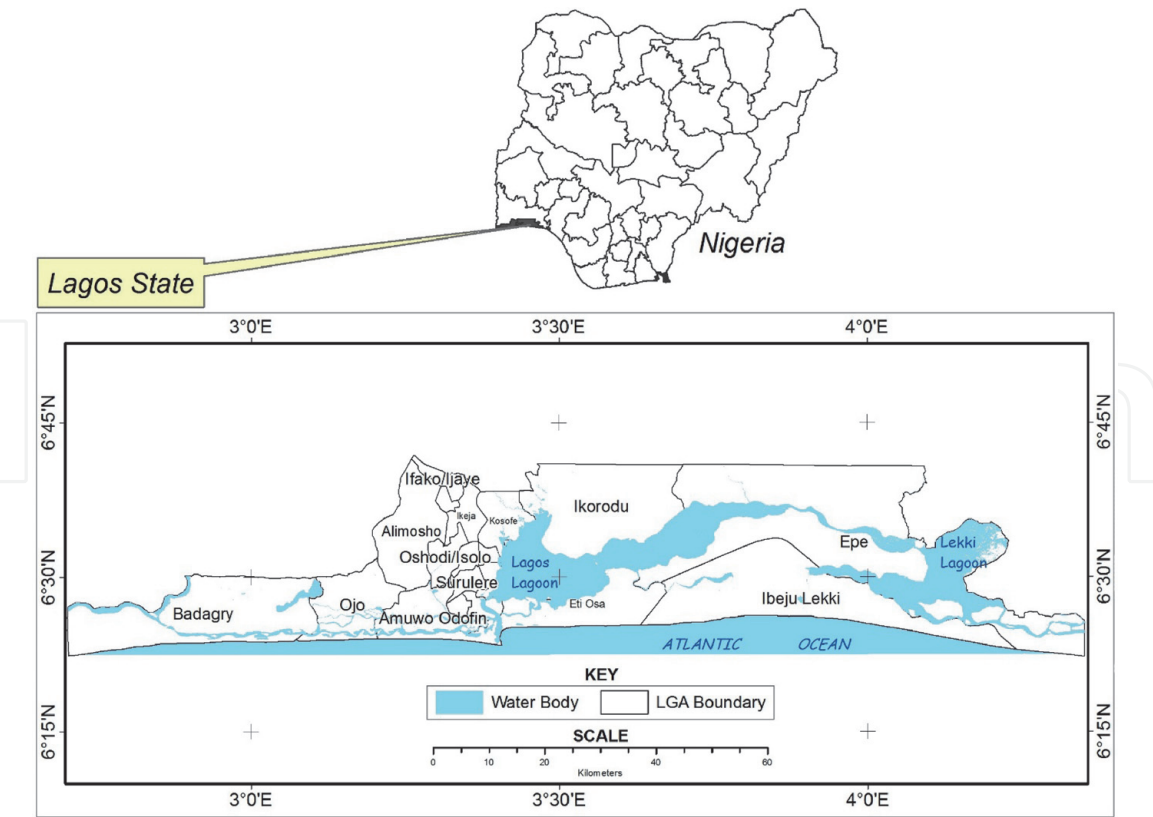 Nigeria
Lagos State
3°0'E 3°30'E 4°0'E
6°45'N 6°45'N
Ifako/Ijaye
Ikorodu
Ikeja
Kosofe
Alimosho
Epe
Lekki
Lagoon
Oshodi/Isolo
Lagos
Lagoon
6°30'N 6°30'N
Surulere
Ibeju Lekki
Eti Osa
Ojo
Badagry
Amuwo Odofin
ATLANTIC OCEAN
KEY
Water Body LGA Boundary
6°15'N 6°15'N
SCALE
0 10 20 40 60
Kilometers
3°0'E 3°30'E 4°0'E